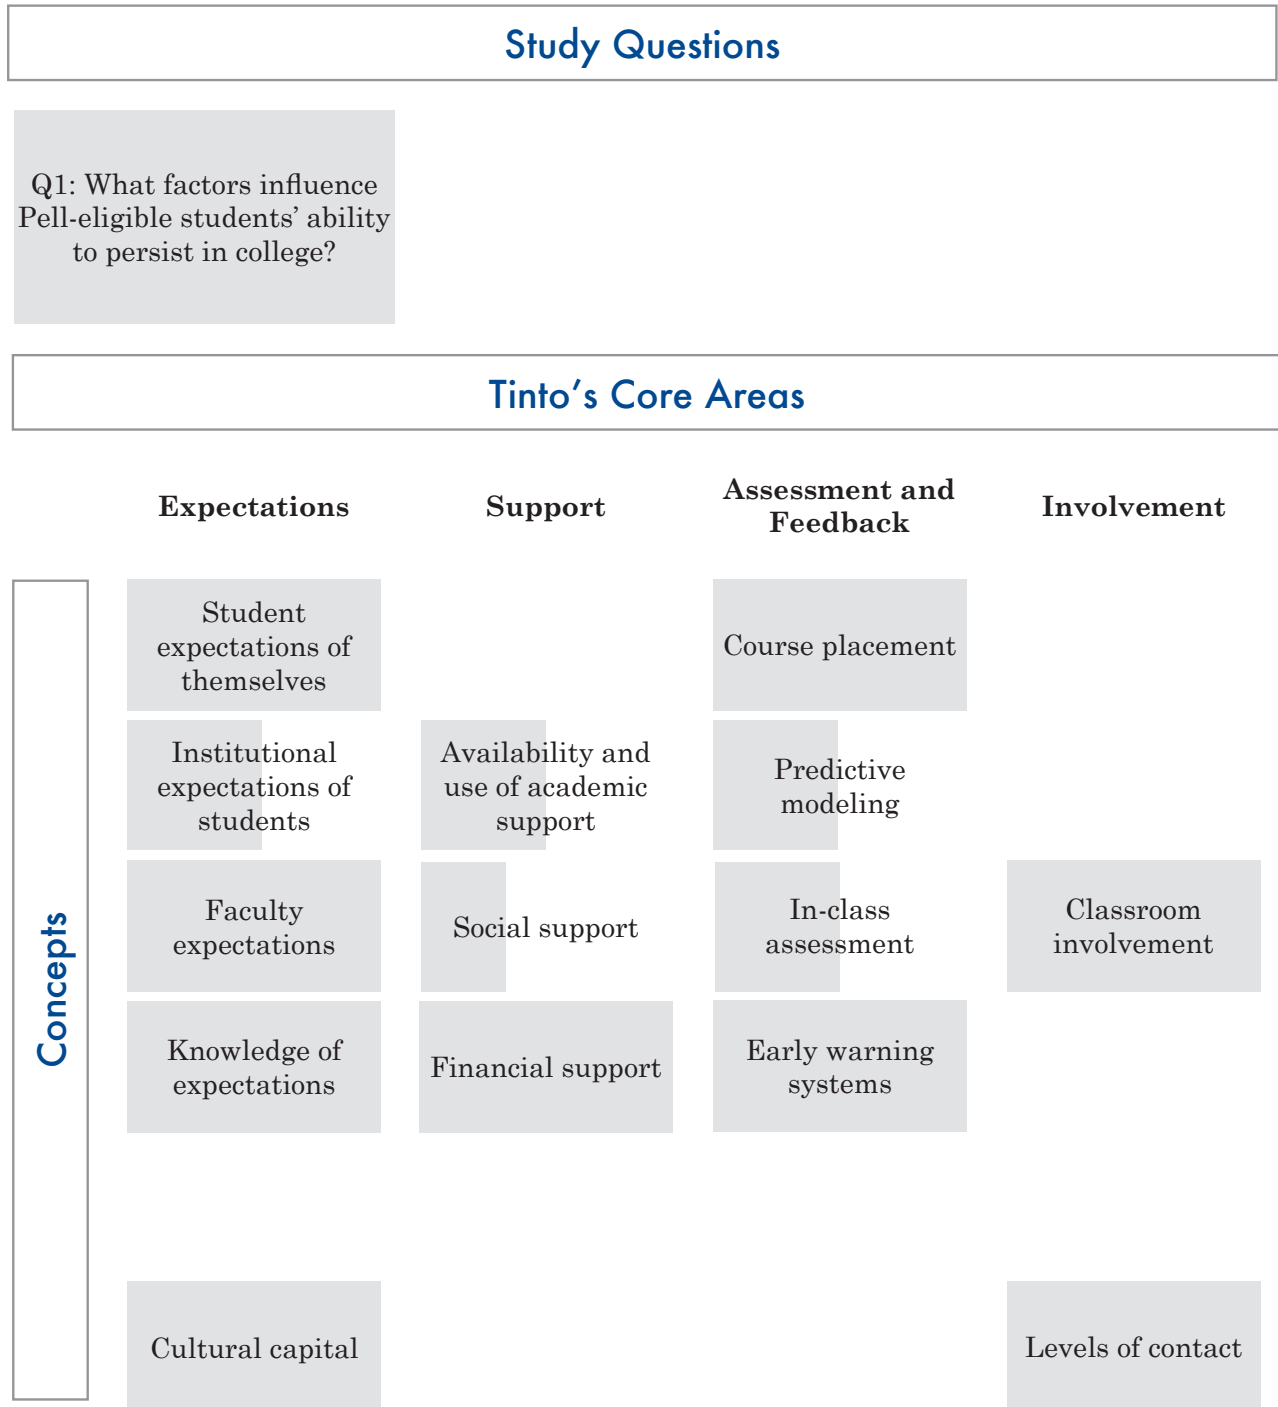 Study Questions
Q1: What factors influence
Pell-eligible students’ ability
to persist in college?
Tinto’s Core Areas
Expectations
Support
Assessment and
Feedback
Involvement
Concepts
Student
expectations of
themselves
Course placement
Institutional
expectations of
students
Availability and
use of academic
support
Predictive
modeling
Faculty
expectations
Social support
In-class
assessment
Classroom
involvement
Knowledge of
expectations
Financial support
Early warning
systems
Cultural capital
Levels of contact